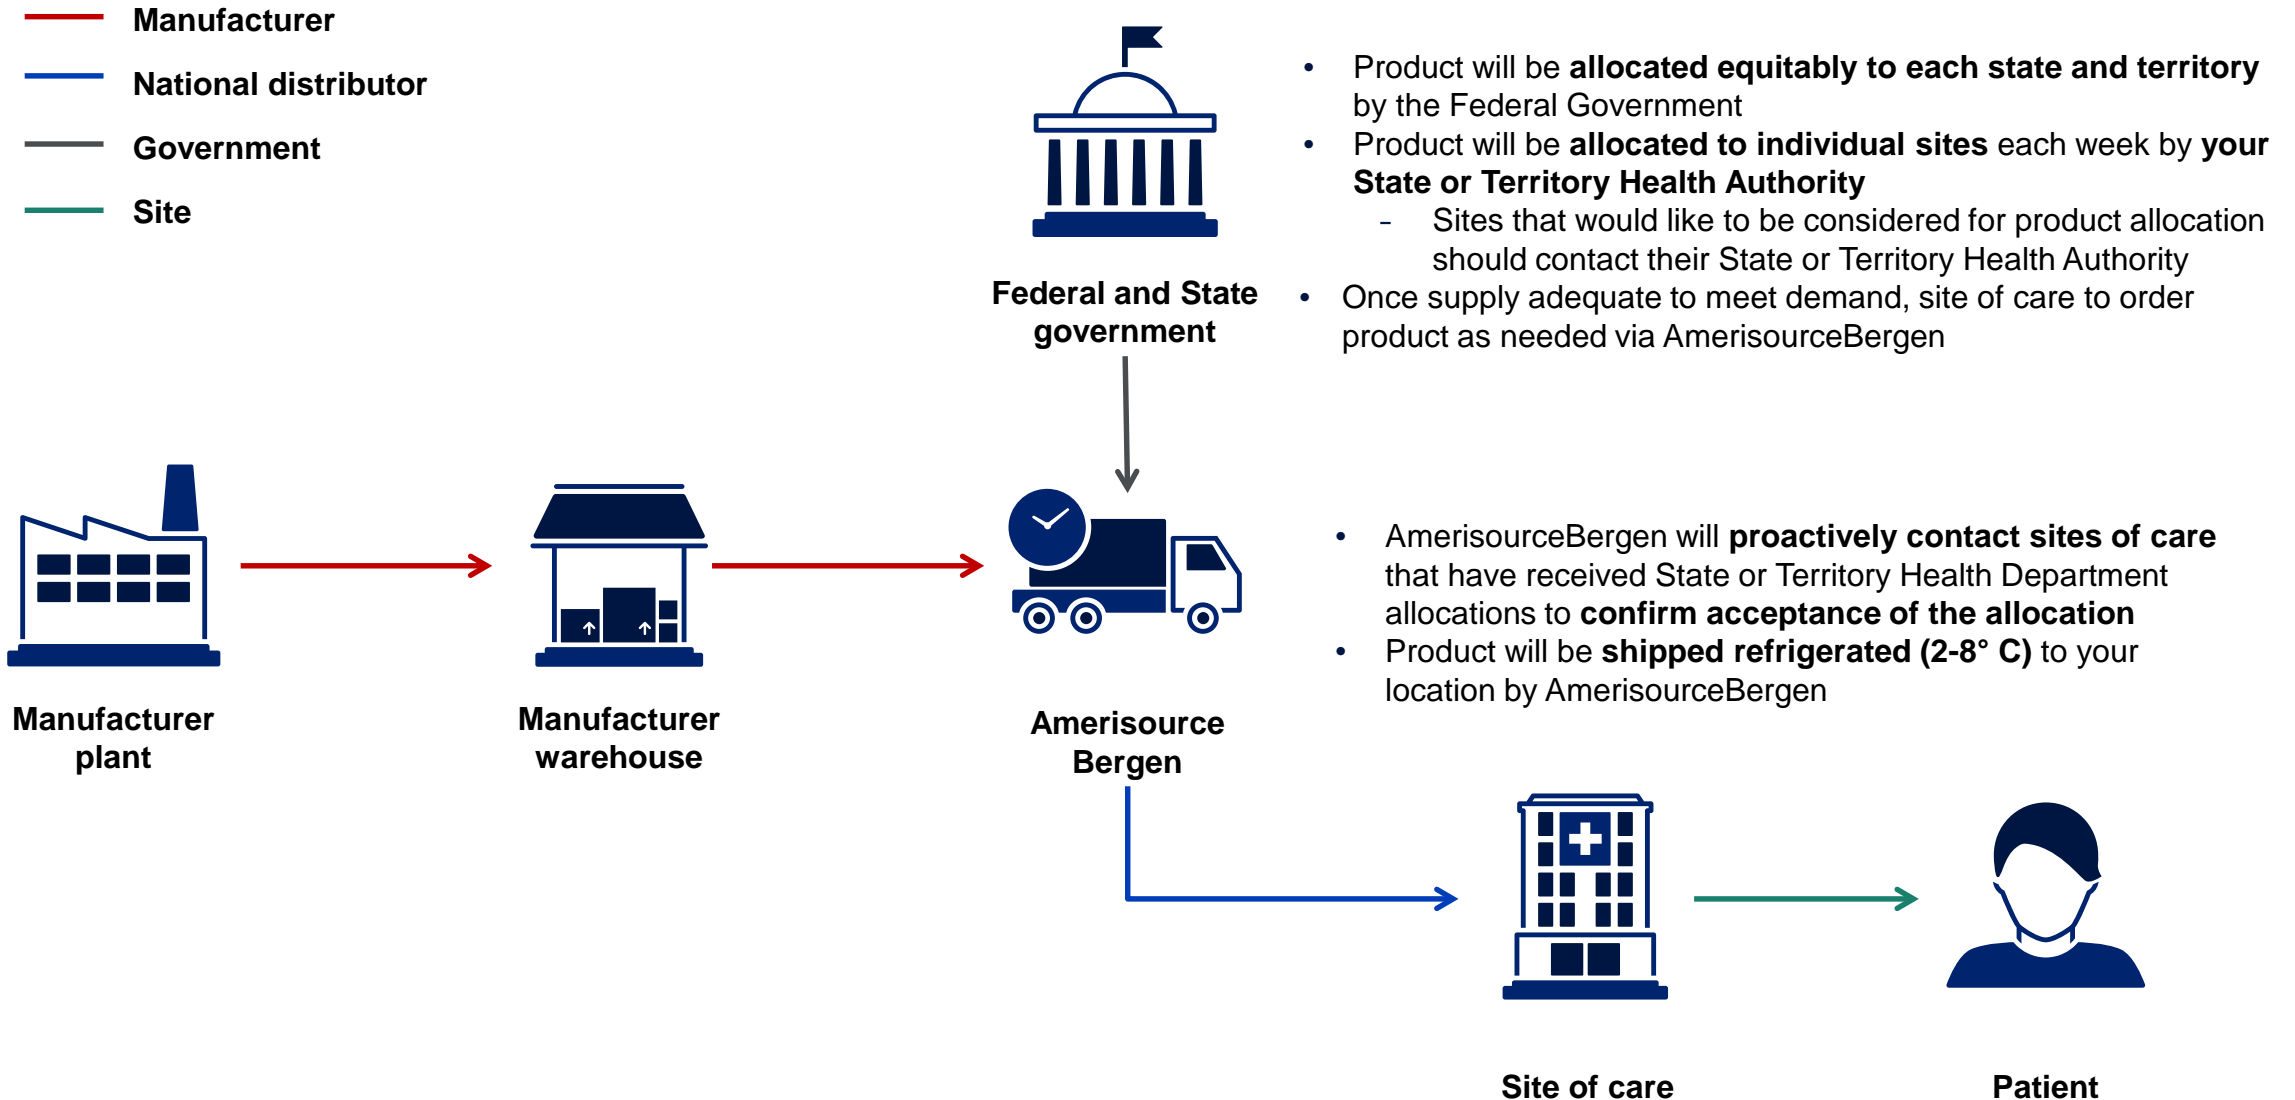 Manufacturer
National distributor
Government
Site
Federal and State
government
• Product will be allocated equitably to each state and territory
by the Federal Government
• Product will be allocated to individual sites each week by your
State or Territory Health Authority
- Sites that would like to be considered for product allocation
should contact their State or Territory Health Authority
• Once supply adequate to meet demand, site of care to order
product as needed via AmerisourceBergen
Manufacturer
plant
Manufacturer
warehouse
Amerisource
Bergen
• AmerisourceBergen will proactively contact sites of care
that have received State or Territory Health Department
allocations to confirm acceptance of the allocation
• Product will be shipped refrigerated (2-8° C) to your
location by AmerisourceBergen
Site of care
Patient